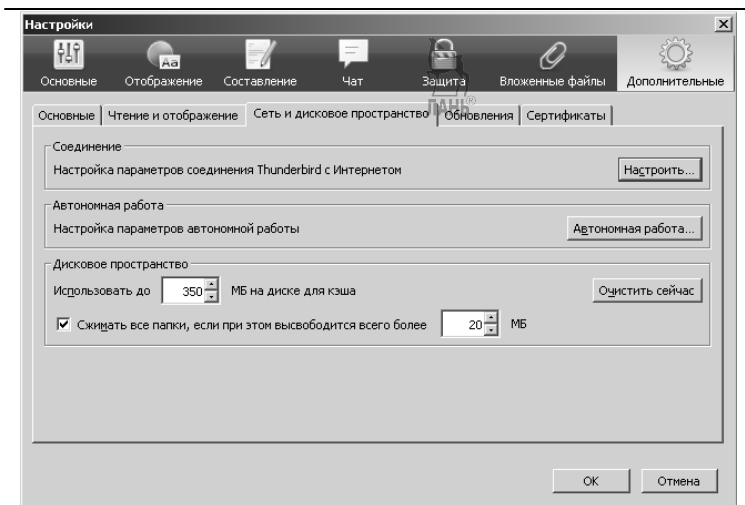 Настройки
Основные Отображение Составление Чат Защита Вложенные файлы Дополнительные
ЛАНЬ®
Основные Чтение и отображение Сеть и дисковое пространство Обновления Сертификаты
Соединение
Настройка параметров соединения Thunderbird с Интернетом Настроить...
Автономная работа
Настройка параметров автономной работы Автономная работа...
Дисковое пространство
Использовать до 350 МБ на диске для кэша Очистить сейчас
Сжимать все папки, если при этом высвободится всего более 20 МБ
OK Отмена